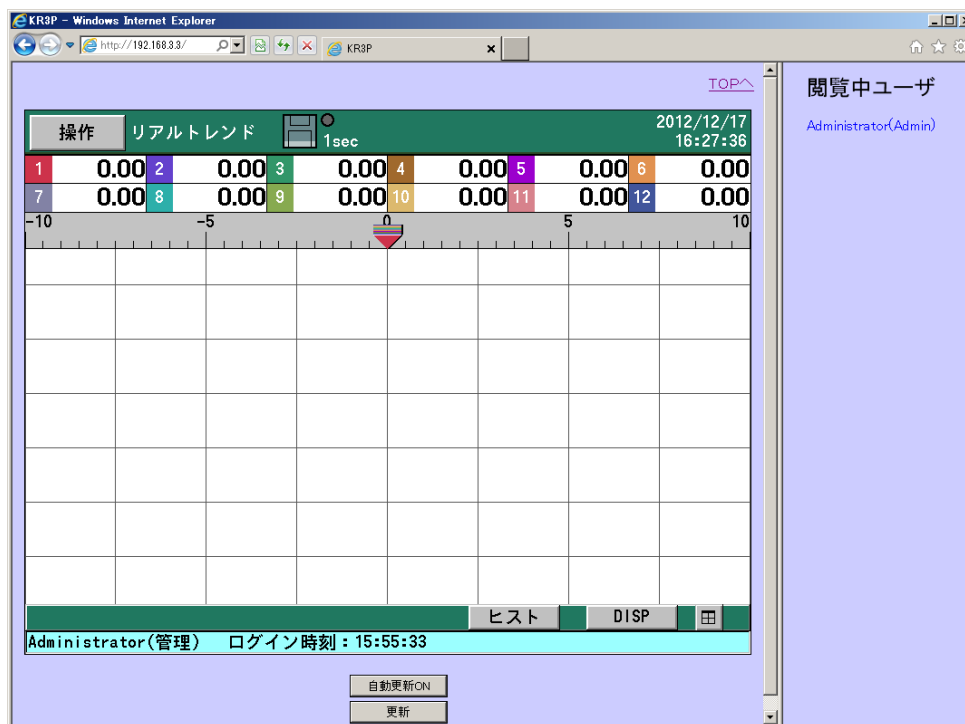 KR3P - Windows Internet Explorer
http://192.168.3.3/
KR3P
TOPへ
閲覧中ユーザ
Administrator(Admin)
操作 リアルトレンド 1sec 2012/12/17 16:27:36
1 0.00 2 0.00 3 0.00 4 0.00 5 0.00 6 0.00
7 0.00 8 0.00 9 0.00 10 0.00 11 0.00 12 0.00
-10 -5 0 5 10
ヒスト DISP
Administrator(管理) ログイン時刻:15:55:33
自動更新ON
更新